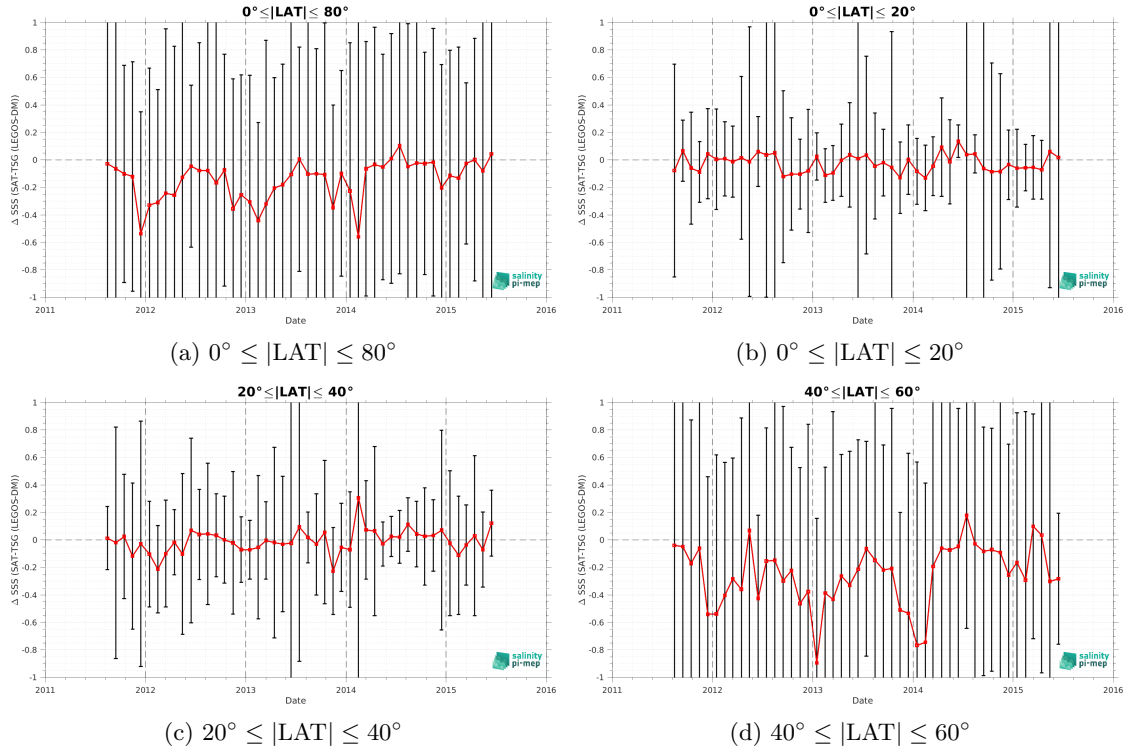 0°≤|LAT|≤ 80°
1
0.8
0.6
0.4
0.2
0
-0.2
-0.4
-0.6
-0.8
-1
Δ SSS (SAT-TSG (LEGOS-DM))
2011 2012 2013 2014 2015 2016
Date
salinity
pi-mep
(a) 0° ≤ |LAT| ≤ 80°
0°≤|LAT|≤ 20°
1
0.8
0.6
0.4
0.2
0
-0.2
-0.4
-0.6
-0.8
-1
Δ SSS (SAT-TSG (LEGOS-DM))
2011 2012 2013 2014 2015 2016
Date
salinity
pi-mep
(b) 0° ≤ |LAT| ≤ 20°
20°≤|LAT|≤ 40°
1
0.8
0.6
0.4
0.2
0
-0.2
-0.4
-0.6
-0.8
-1
Δ SSS (SAT-TSG (LEGOS-DM))
2011 2012 2013 2014 2015 2016
Date
salinity
pi-mep
(c) 20° ≤ |LAT| ≤ 40°
40°≤|LAT|≤ 60°
1
0.8
0.6
0.4
0.2
0
-0.2
-0.4
-0.6
-0.8
-1
Δ SSS (SAT-TSG (LEGOS-DM))
2011 2012 2013 2014 2015 2016
Date
salinity
pi-mep
(d) 40° ≤ |LAT| ≤ 60°